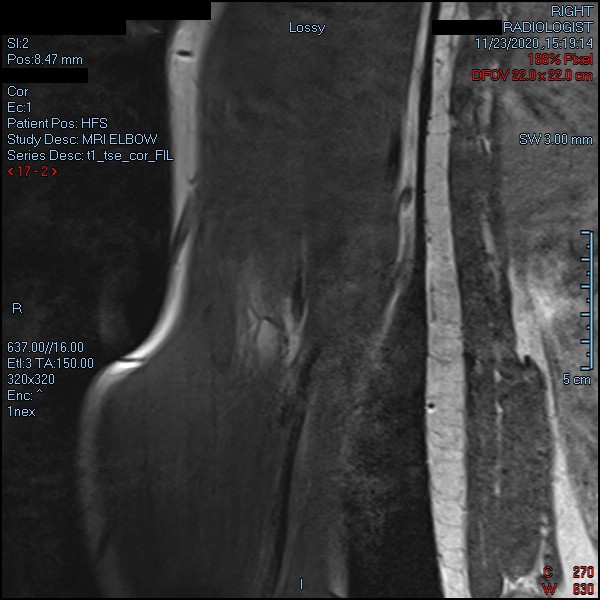 RIGHT
Lossy
RADIOLOGIST
SI:2
11/23/2020 ,15:19:14
Pos:8.47 mm
188% Pixel
DFOV 22.0 x 22.0 cm
Cor
Ec:1
Patient Pos: HFS
Study Desc: MRI ELBOW
SW 3.00 mm
Series Desc: t1_tse_cor_FIL
< 17 - 2 >
R
637.00//16.00
Etl:3 TA:150.00
320x320
5 cm
Enc: ^
1nex
I
C 270
W 630